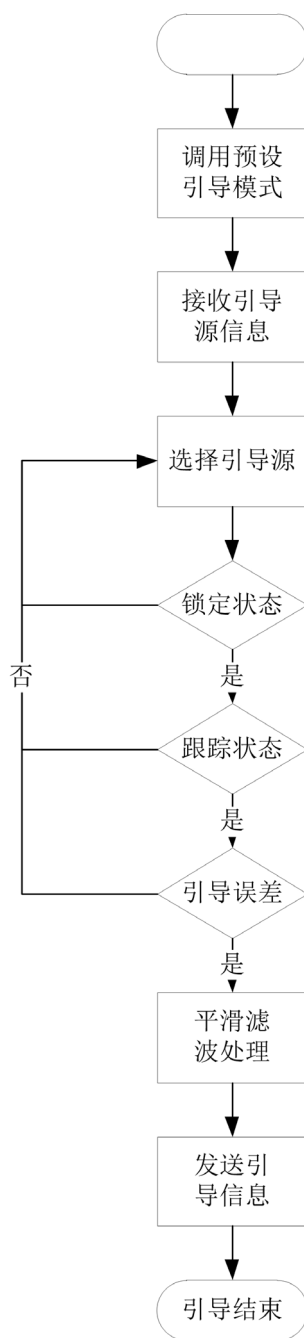 调用预设
引导模式
接收引导
源信息
选择引导源
锁定状态
否
是
跟踪状态
是
引导误差
是
平滑滤
波处理
发送引
导信息
引导结束